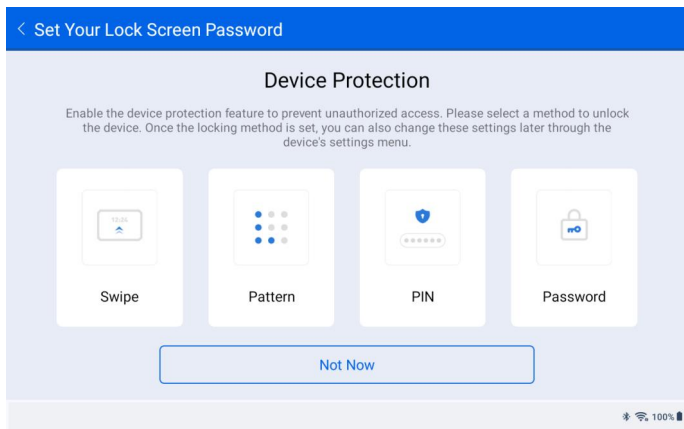 Set Your Lock Screen Password
Device Protection
Enable the device protection feature to prevent unauthorized access. Please select a method to unlock
the device. Once the locking method is set, you can also change these settings later through the
device's settings menu.
Swipe
Pattern
PIN
Password
Not Now
100%